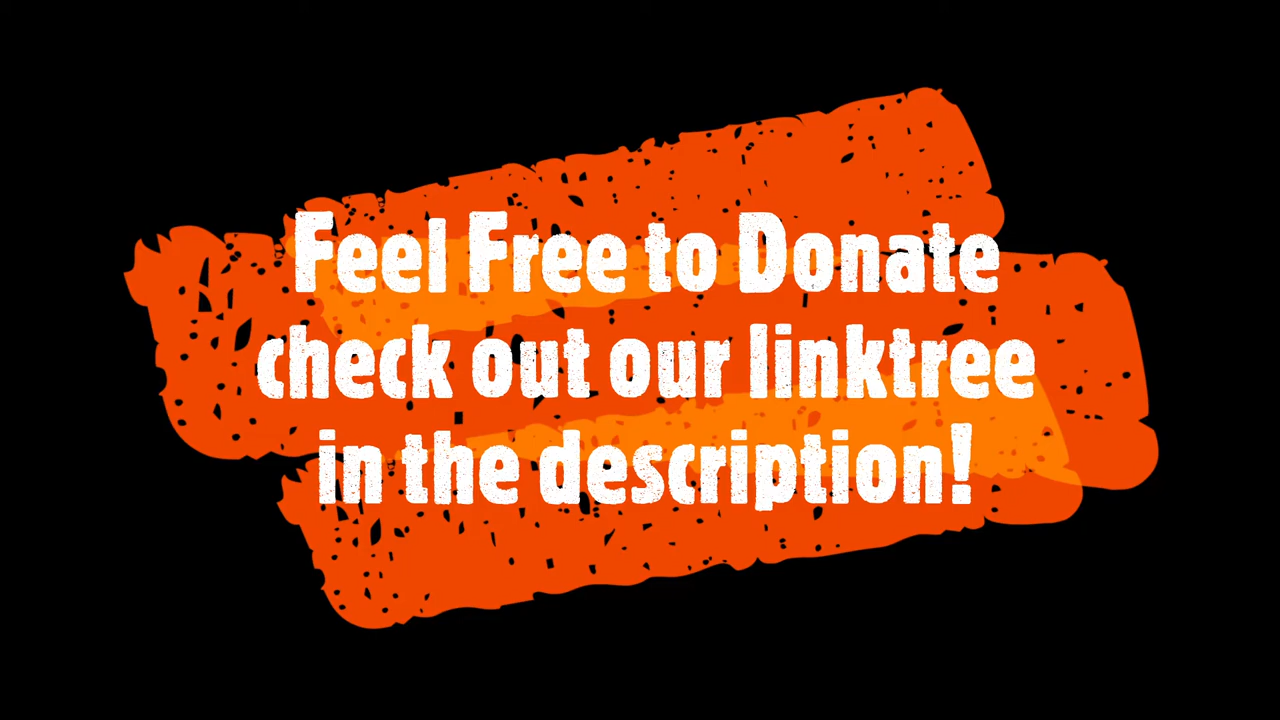 Feel Free to Donate
check out our linktree
in the description!